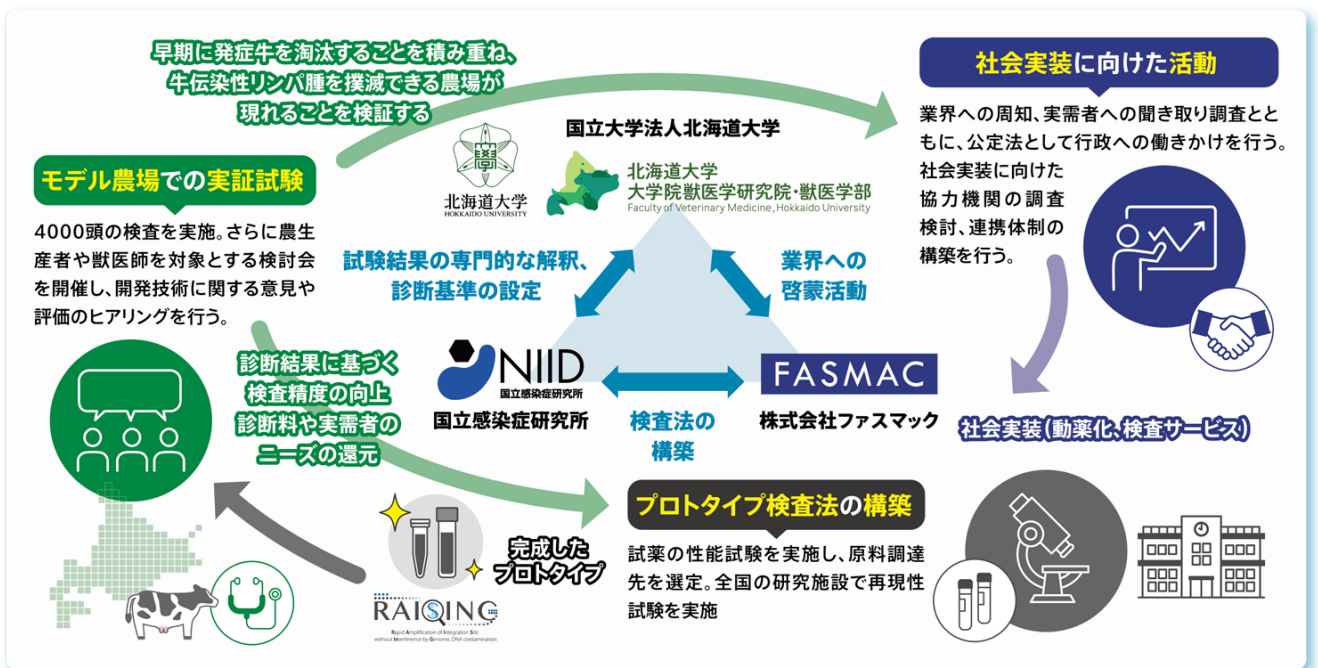 早期に発症牛を淘汰することを積み重ね、
牛伝染性リンパ腫を撲滅できる農場が
現れることを検証する
モデル農場での実証試験
4000頭の検査を実施。さらに農生
産者や獣医師を対象とする検討会
を開催し、開発技術に関する意見や
評価のヒアリングを行う。
国立大学法人北海道大学
北海道大学
HOKKAIDO UNIVERSITY
北海道大学
大学院獣医学研究院・獣医学部
Faculty of Veterinary Medicine, Hokkaido University
社会実装に向けた活動
業界への周知、実需者への聞き取り調査とと
もに、公定法として行政への働きかけを行う。
社会実装に向けた
協力機関の調査
検討、連携体制の
構築を行う。
試験結果の専門的な解釈、
診断基準の設定
業界への
啓蒙活動
NIID
国立感染症研究所
国立感染症研究所
FASMAC
株式会社ファスマック
検査法の
構築
診断結果に基づく
検査精度の向上
診断料や実需者の
ニーズの還元
社会実装(動薬化、検査サービス)
プロトタイプ検査法の構築
試薬の性能試験を実施し、原料調達
先を選定。全国の研究施設で再現性
試験を実施
完成した
プロトタイプ
RAISING
Rapid Amplification of Integration Site
without Interference by Genomic DNA contamination